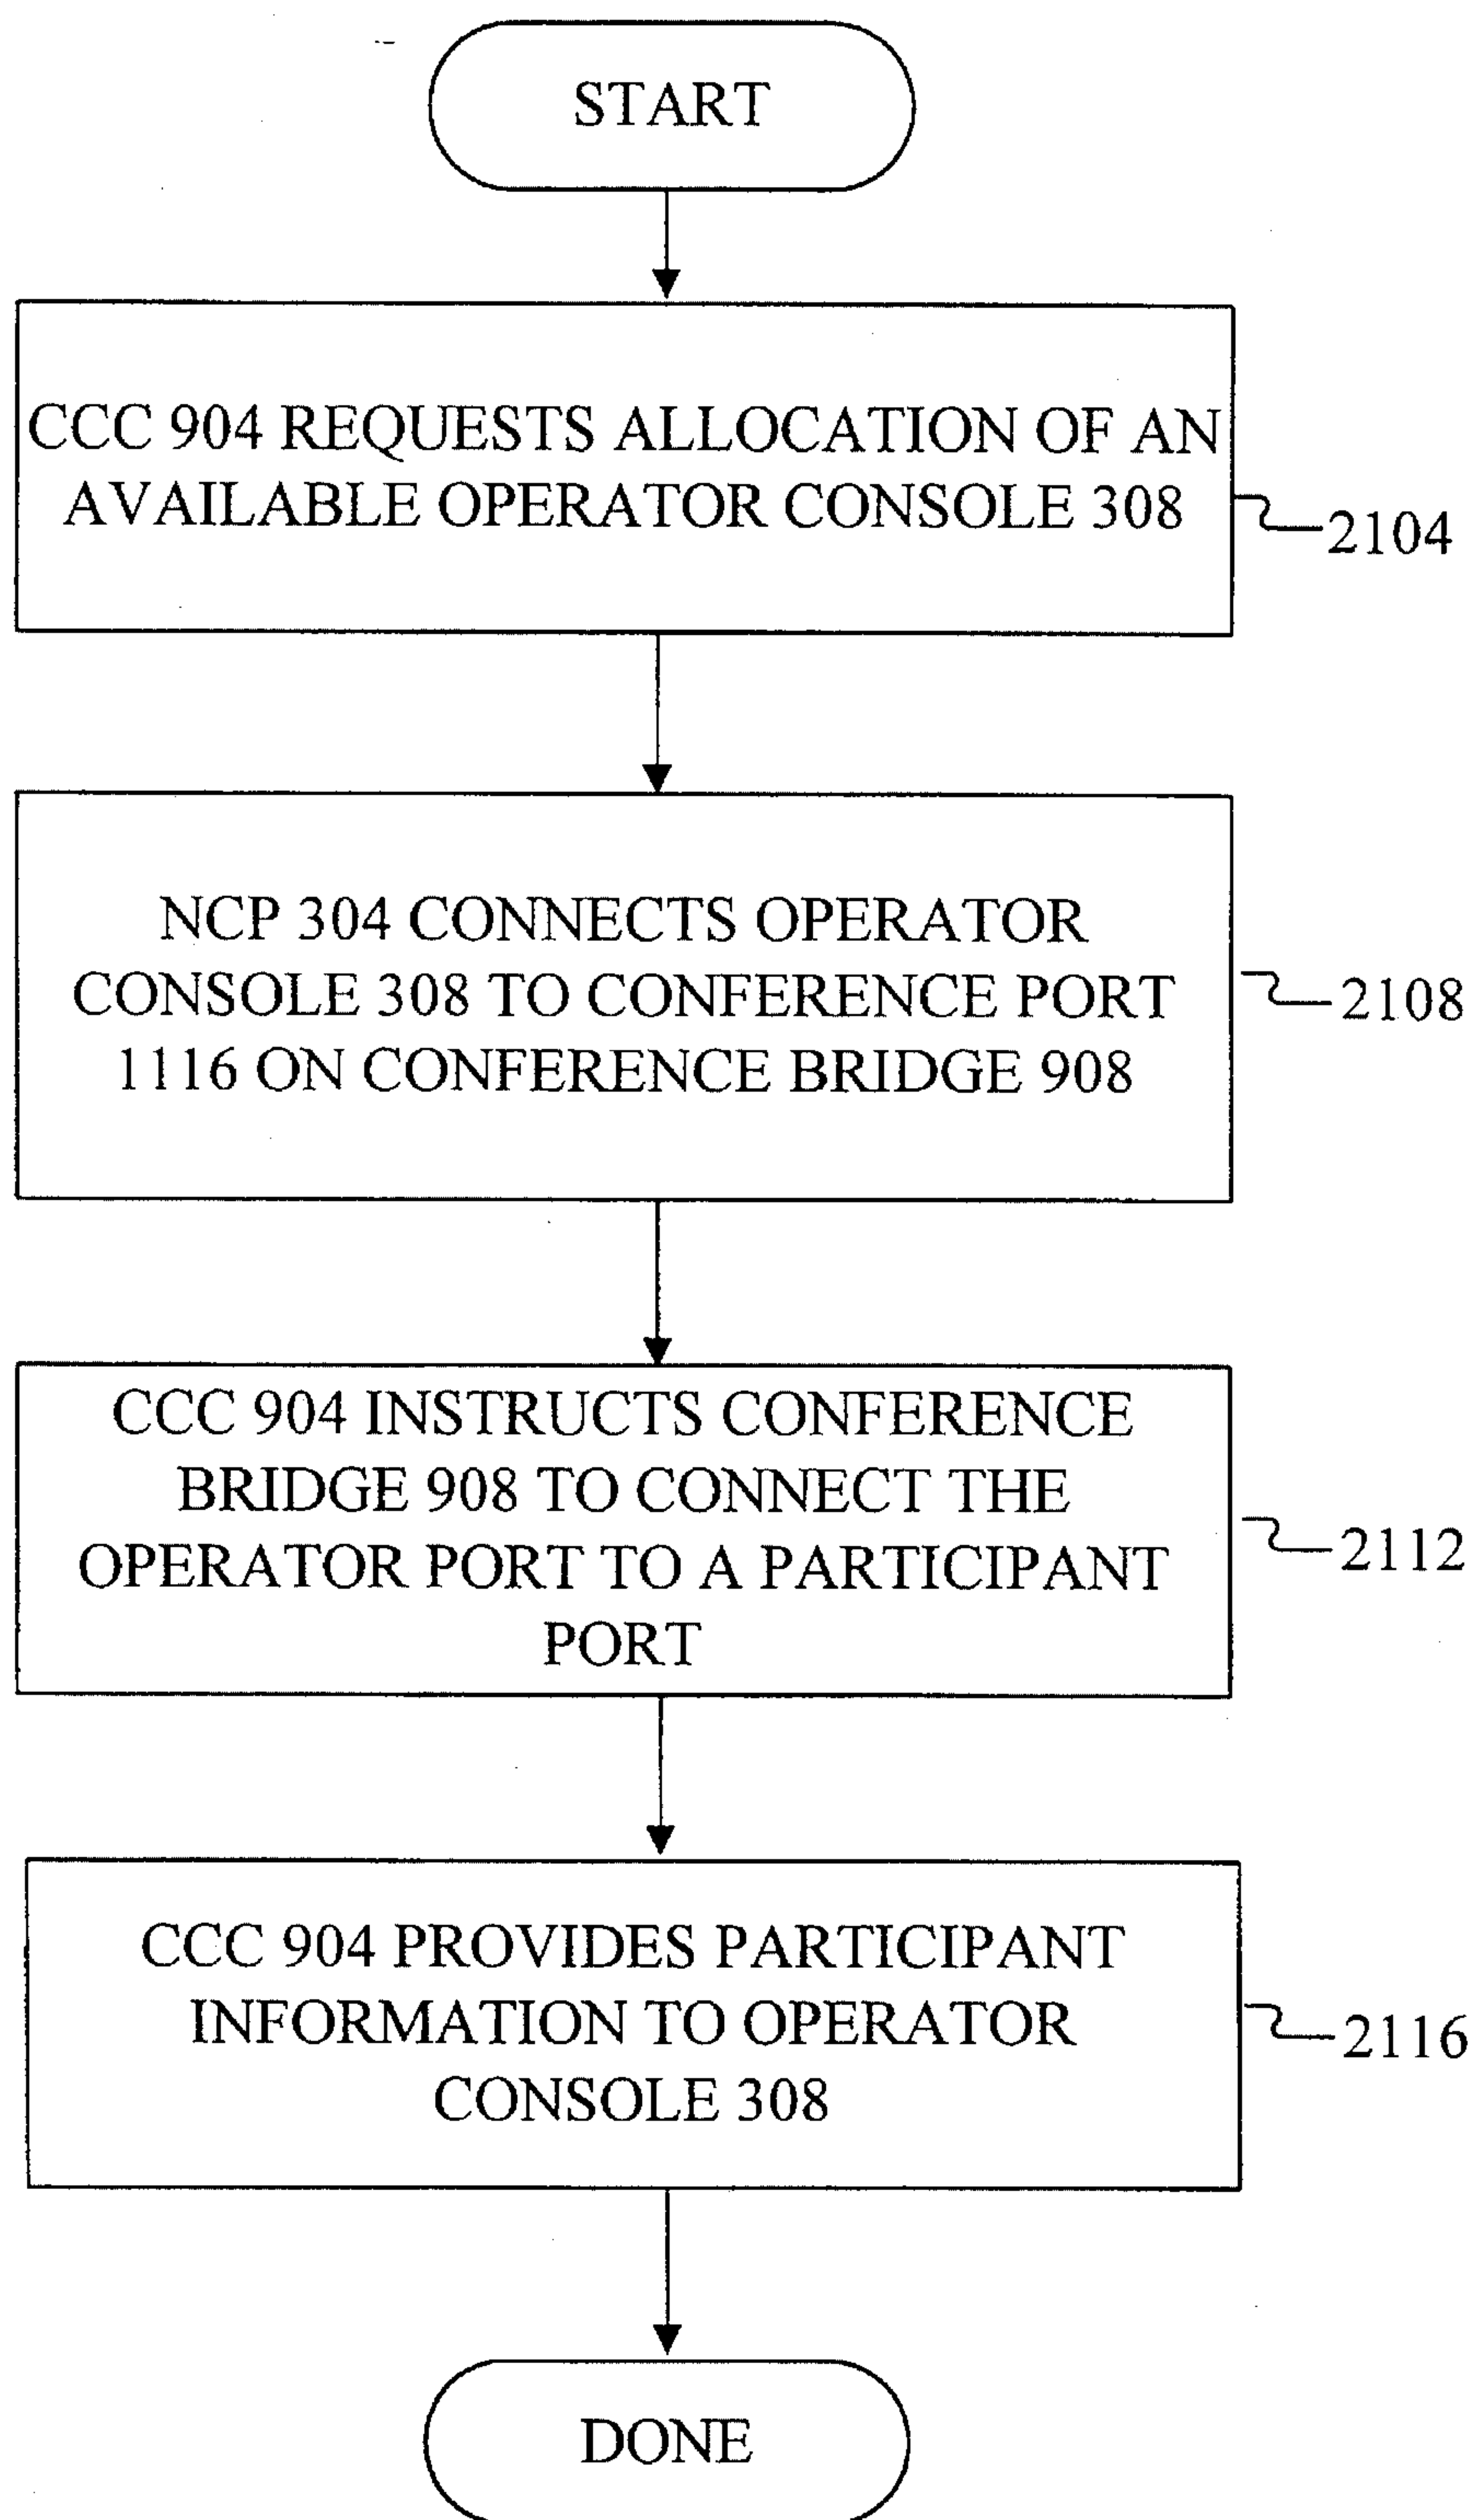 START
CCC 904 REQUESTS ALLOCATION OF AN
AVAILABLE OPERATOR CONSOLE 308
2104
NCP 304 CONNECTS OPERATOR
CONSOLE 308 TO CONFERENCE PORT
1116 ON CONFERENCE BRIDGE 908
2108
CCC 904 INSTRUCTS CONFERENCE
BRIDGE 908 TO CONNECT THE
OPERATOR PORT TO A PARTICIPANT
PORT
2112
CCC 904 PROVIDES PARTICIPANT
INFORMATION TO OPERATOR
CONSOLE 308
2116
DONE